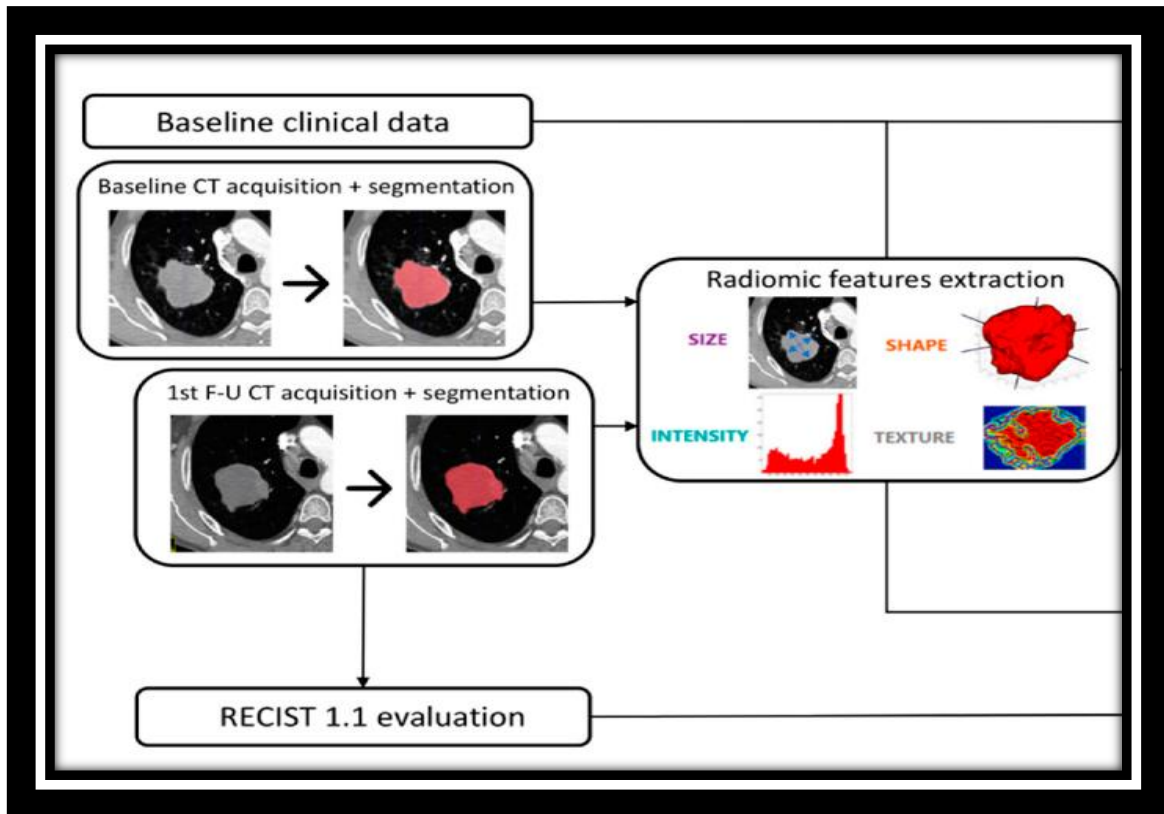 Baseline clinical data
Baseline CT acquisition + segmentation
Radiomic features extraction
SIZE
SHAPE
INTENSITY
TEXTURE
1st F-U CT acquisition + segmentation
RECIST 1.1 evaluation